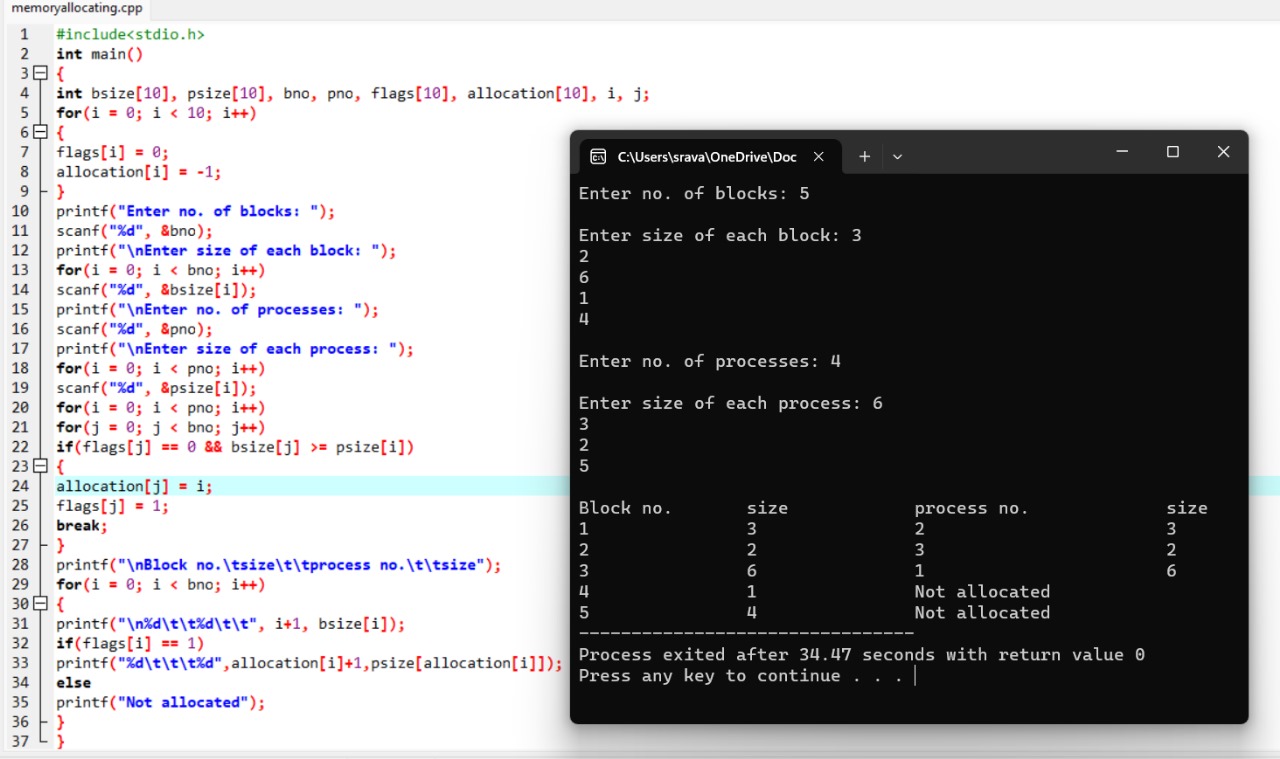 memoryallocating.cpp
1 #include<stdio.h>
2 int main()
3 {
4 int bsize[10], psize[10], bno, pno, flags[10], allocation[10], i, j;
5 for(i = 0; i < 10; i++)
6 {
7 flags[i] = 0;
8 allocation[i] = -1;
9 }
10 printf("Enter no. of blocks: ");
11 scanf("%d", &bno);
12 printf("\nEnter size of each block: ");
13 for(i = 0; i < bno; i++)
14 scanf("%d", &bsize[i]);
15 printf("\nEnter no. of processes: ");
16 scanf("%d", &pno);
17 printf("\nEnter size of each process: ");
18 for(i = 0; i < pno; i++)
19 scanf("%d", &psize[i]);
20 for(i = 0; i < pno; i++)
21 for(j = 0; j < bno; j++)
22 if(flags[j] == 0 && bsize[j] >= psize[i])
23 {
24 allocation[j] = i;
25 flags[j] = 1;
26 break;
27 }
28 printf("\nBlock no.\tsize\t\tprocess no.\t\tsize");
29 for(i = 0; i < bno; i++)
30 {
31 printf("\n%d\t\t%d\t\t", i+1, bsize[i]);
32 if(flags[i] == 1)
33 printf("%d\t\t\t%d",allocation[i]+1,psize[allocation[i]]);
34 else
35 printf("Not allocated");
36 }
37 }
C:\Users\srava\OneDrive\Doc
Enter no. of blocks: 5
Enter size of each block: 3
2
6
1
4
Enter no. of processes: 4
Enter size of each process: 6
3
2
5
Block no. size process no. size
1 3 2 3
2 2 3 2
3 6 1 6
4 1 Not allocated
5 4 Not allocated
--------------------------------
Process exited after 34.47 seconds with return value 0
Press any key to continue . . .